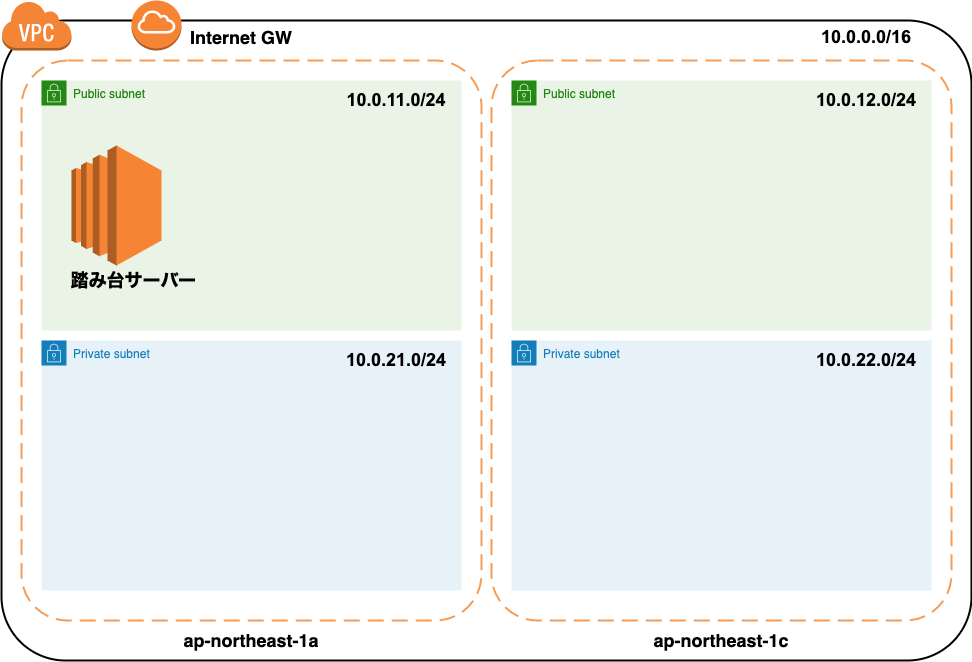 VPC
Internet GW
10.0.0.0/16
Public subnet
10.0.11.0/24
Public subnet
10.0.12.0/24
踏み台サーバー
Private subnet
10.0.21.0/24
Private subnet
10.0.22.0/24
ap-northeast-1a
ap-northeast-1c